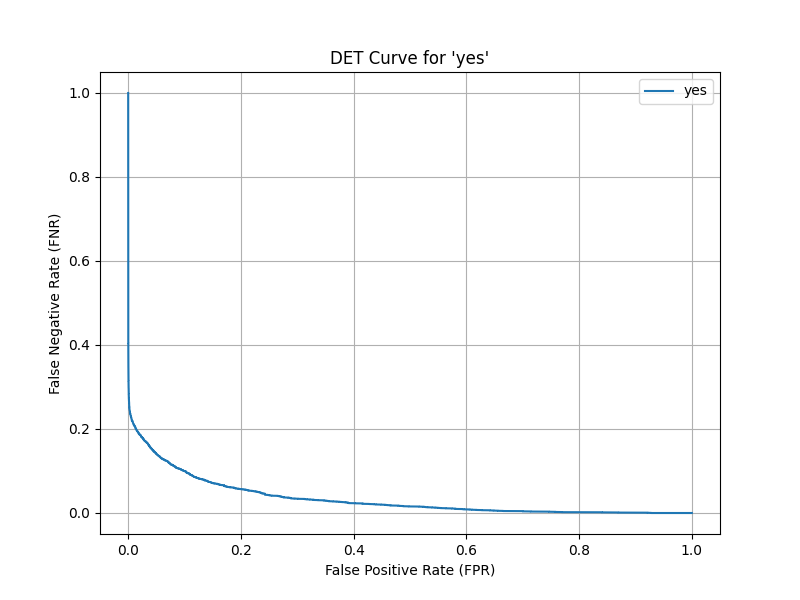 DET Curve for 'yes'
yes
False Negative Rate (FNR)
1.0
0.8
0.6
0.4
0.2
0.0
0.0 0.2 0.4 0.6 0.8 1.0
False Positive Rate (FPR)